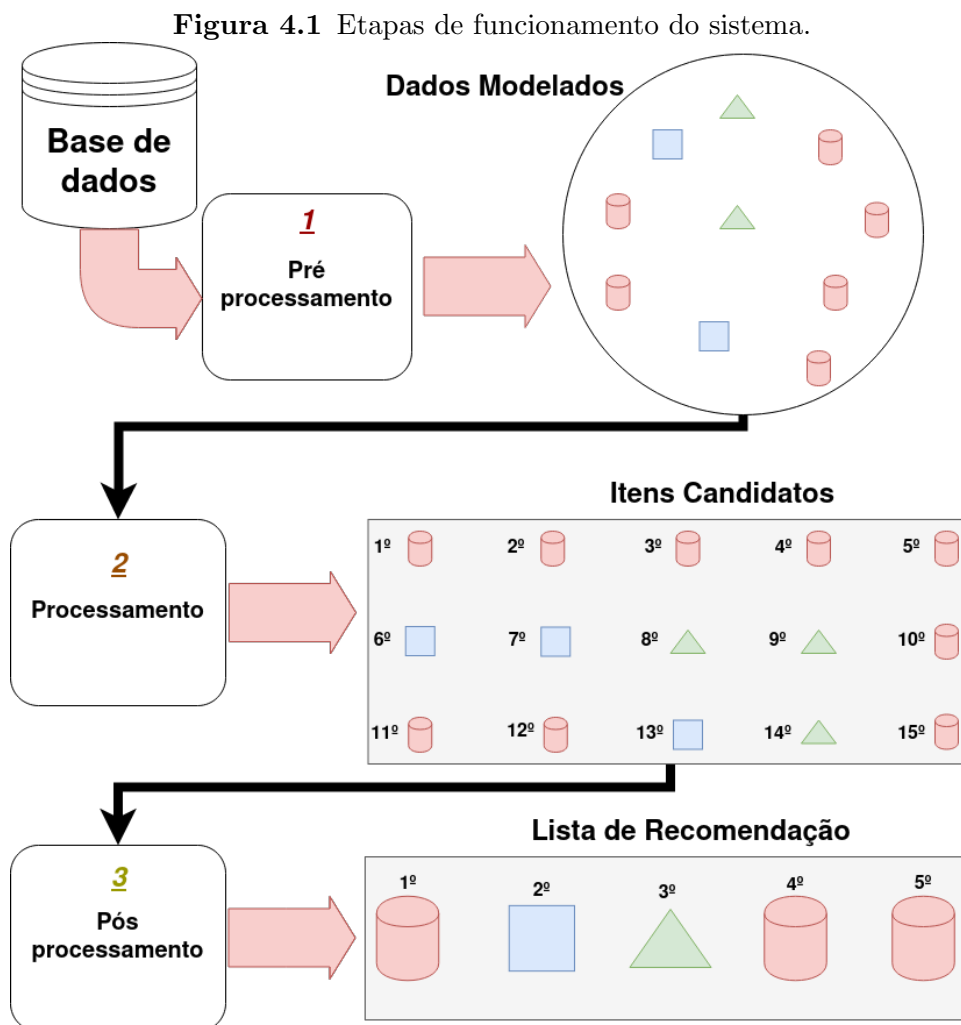 Figura 4.1 Etapas de funcionamento do sistema.
Base de
dados
Dados Modelados
1
Pré
processamento
Itens Candidatos
2
Processamento
1º 2º 3º 4º 5º
6º 7º 8º 9º 10º
11º 12º 13º 14º 15º
Lista de Recomendação
3
Pós
processamento
1º 2º 3º 4º 5º